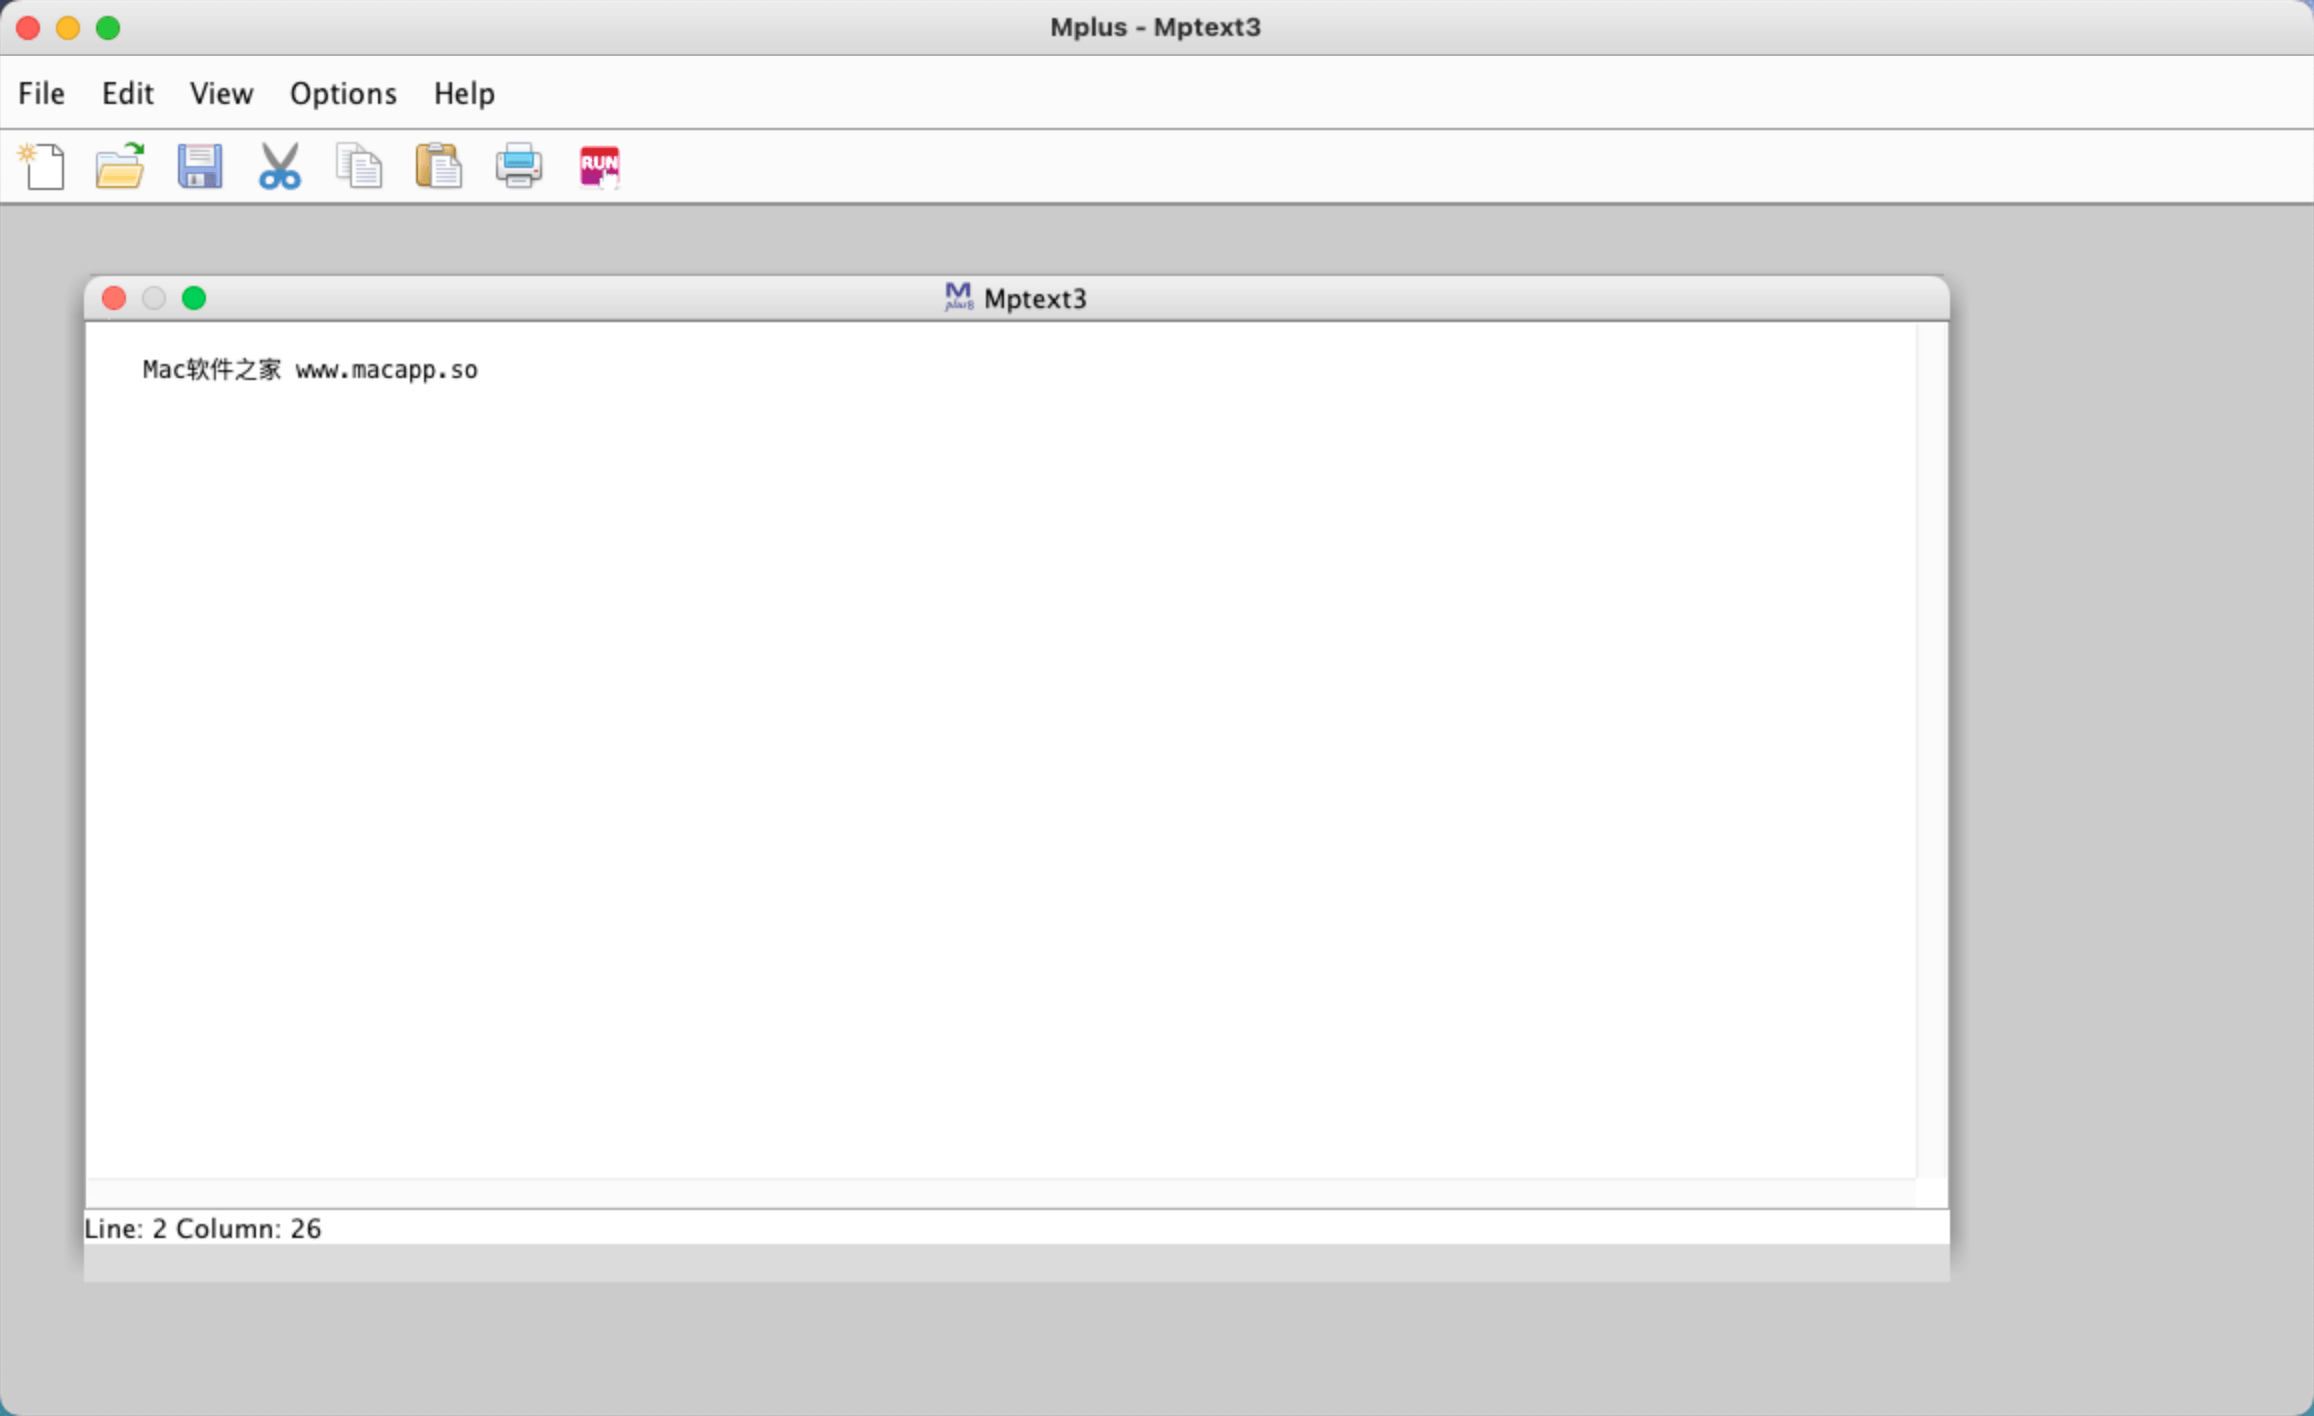 Mplus - Mptext3
File Edit View Options Help
RUN
M
plus8
Mptext3
Mac软件之家 www.macapp.so
Line: 2 Column: 26